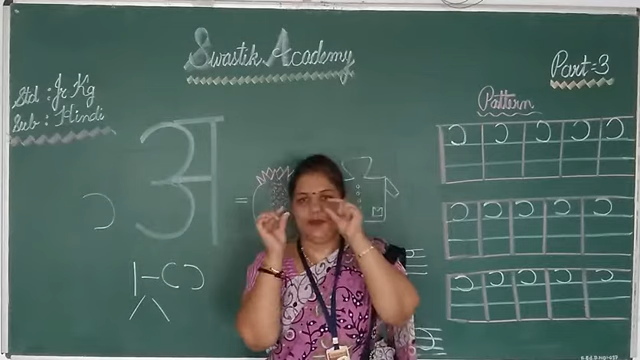 Swastik Academy
Part-3
Std : Jr Kg
Sub : Hindi
Pattern
अ =